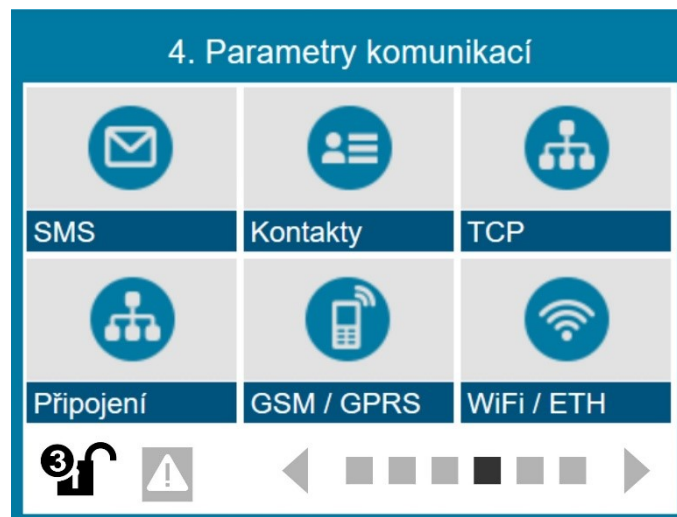 4. Parametry komunikací
SMS
Kontakty
TCP
Připojení
GSM / GPRS
WiFi / ETH
3